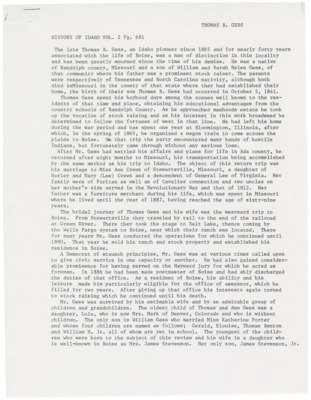 THOMAS B. GESS
HISTORY OF IDAHO VOL. 2 Pg. 681
The late Thomas B. Gess, an Idaho pioneer since 1865 and for nearly forty years
associated with the life of Boise, was a man of distinction in this locality
and has been greatly mourned since the time of his demise. He was a native
of Randolph county, Missouri and a son of William and Sarah Helen Gess, of
that community where his father was a prominent stock raiser. The parents
were respectively of Tennessee and North Carolina nativity, although both
died in the county of that state where they had established their
home, the birth of their son Thomas B. Gess had occurred in October 5, 1841.
Thomas Gess spent his boyhood days among the scenes well known to the res-
idents of that time and place, obtaining his educational advantages from the
country schools of Randolph County. As he approached manhoods estate he took
up the vocation of stock raising and as his interest in this work broadened he
determined to follow the fortunes of west in that line. He had left his home
during the war period and has spent one year at Bloomington, Illinois, after
which, in the spring of 1865, he organized a wagon train to come across the
plains to Boise. On that trip the party encountered many bands of hostile
Indians, but fortunately came through without any serious loss.
After Mr. Gess had settled his affairs and plans for life in Ada county, he
returned after eight months to Missouri, his transportation being accomplished
by the same method as his trip to Idaho. The object of this return trip was
his marriage to Miss Ann Crews of Stewartsville, Missouri, a daughter of
Harley and Mary (Lee) Crews and a descendent of General Lee of Virginia. Her
family were of Puritan as well as of Quaker connection and two uncles on
her mother's side served in the Revolutionary War and that of 1812. Her
father was a furniture merchant during his life, which was spent in Missouri
where he lived until the year of 1887, having reached the age of sixty-nine
years.
The bridal journey of Thomas Gess and his wife was the overward trip to
Boise. From Stewartsville they traveled by rail to the end of the railroad
at Green River. There they took the stage to Salt Lake, thence coming by
the Wells Fargo system to Boise, near which their ranch was located. There
for many years Mr. Gess conducted the operations for which he continued until
1890. That year he sold his ranch and stock property and established his
residence in Boise.
A Democrat of staunch principles, Mr. Gess was at various times called upon
to give civic service in one capacity or another. He had also gained consider-
able prominence for having served on the jury for which he acted as
foreman. In 1886 he had been made postmaster of Boise and had ably discharged
the duties of that office. As a resident of Boise, his ability and his
leisure made him particularly eligible for the office of assessor, which he
filled for two years. After giving up that office his interests again turned
to stock raising which he continued until death.
Mr. Gess was survived by his estimable wife and by an admirable group of
children and grandchildren. The oldest child of Thomas and Ann Gess was a
daughter, Lulu, who is now Mrs. Mark of Denver, Colorado and who is without
children. The only son is William Gess who married Miss Katherine Porter
and whose four children are named as follows: Gerald, Elouise, Thomas Benton
and William H. Jr. all of whom are yet in school. The youngest of the child-
ren who were born to the subject of this review and his wife is a daughter who
is well-known in Boise as Mrs. James Stevenson. Her only son, James Stevenson, Jr.